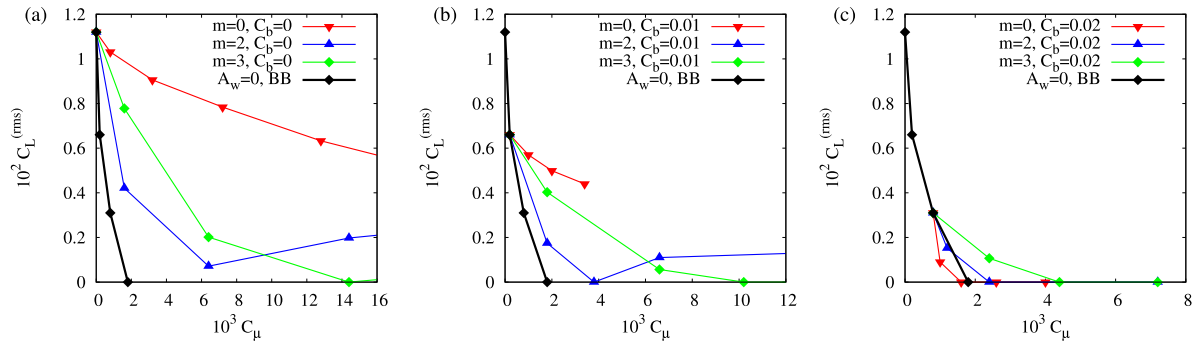 (a)
10² C_L^(rms)
1.2
1
0.8
0.6
0.4
0.2
0
0 2 4 6 8 10 12 14 16
10³ C_μ
m=0, C_b=0
m=2, C_b=0
m=3, C_b=0
A_w=0, BB
(b)
10² C_L^(rms)
1.2
1
0.8
0.6
0.4
0.2
0
0 2 4 6 8 10 12
10³ C_μ
m=0, C_b=0.01
m=2, C_b=0.01
m=3, C_b=0.01
A_w=0, BB
(c)
10² C_L^(rms)
1.2
1
0.8
0.6
0.4
0.2
0
0 2 4 6 8
10³ C_μ
m=0, C_b=0.02
m=2, C_b=0.02
m=3, C_b=0.02
A_w=0, BB